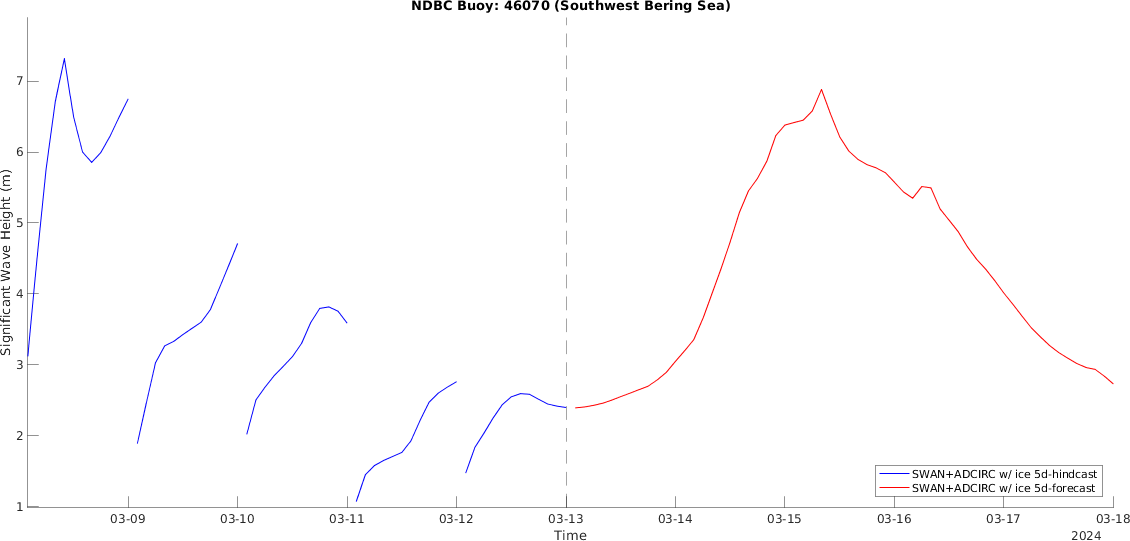 NDBC Buoy: 46070 (Southwest Bering Sea)
Significant Wave Height (m)
7
6
5
4
3
2
1
SWAN+ADCIRC w/ ice 5d-hindcast
SWAN+ADCIRC w/ ice 5d-forecast
03-09 03-10 03-11 03-12 03-13 03-14 03-15 03-16 03-17 03-18
Time
2024